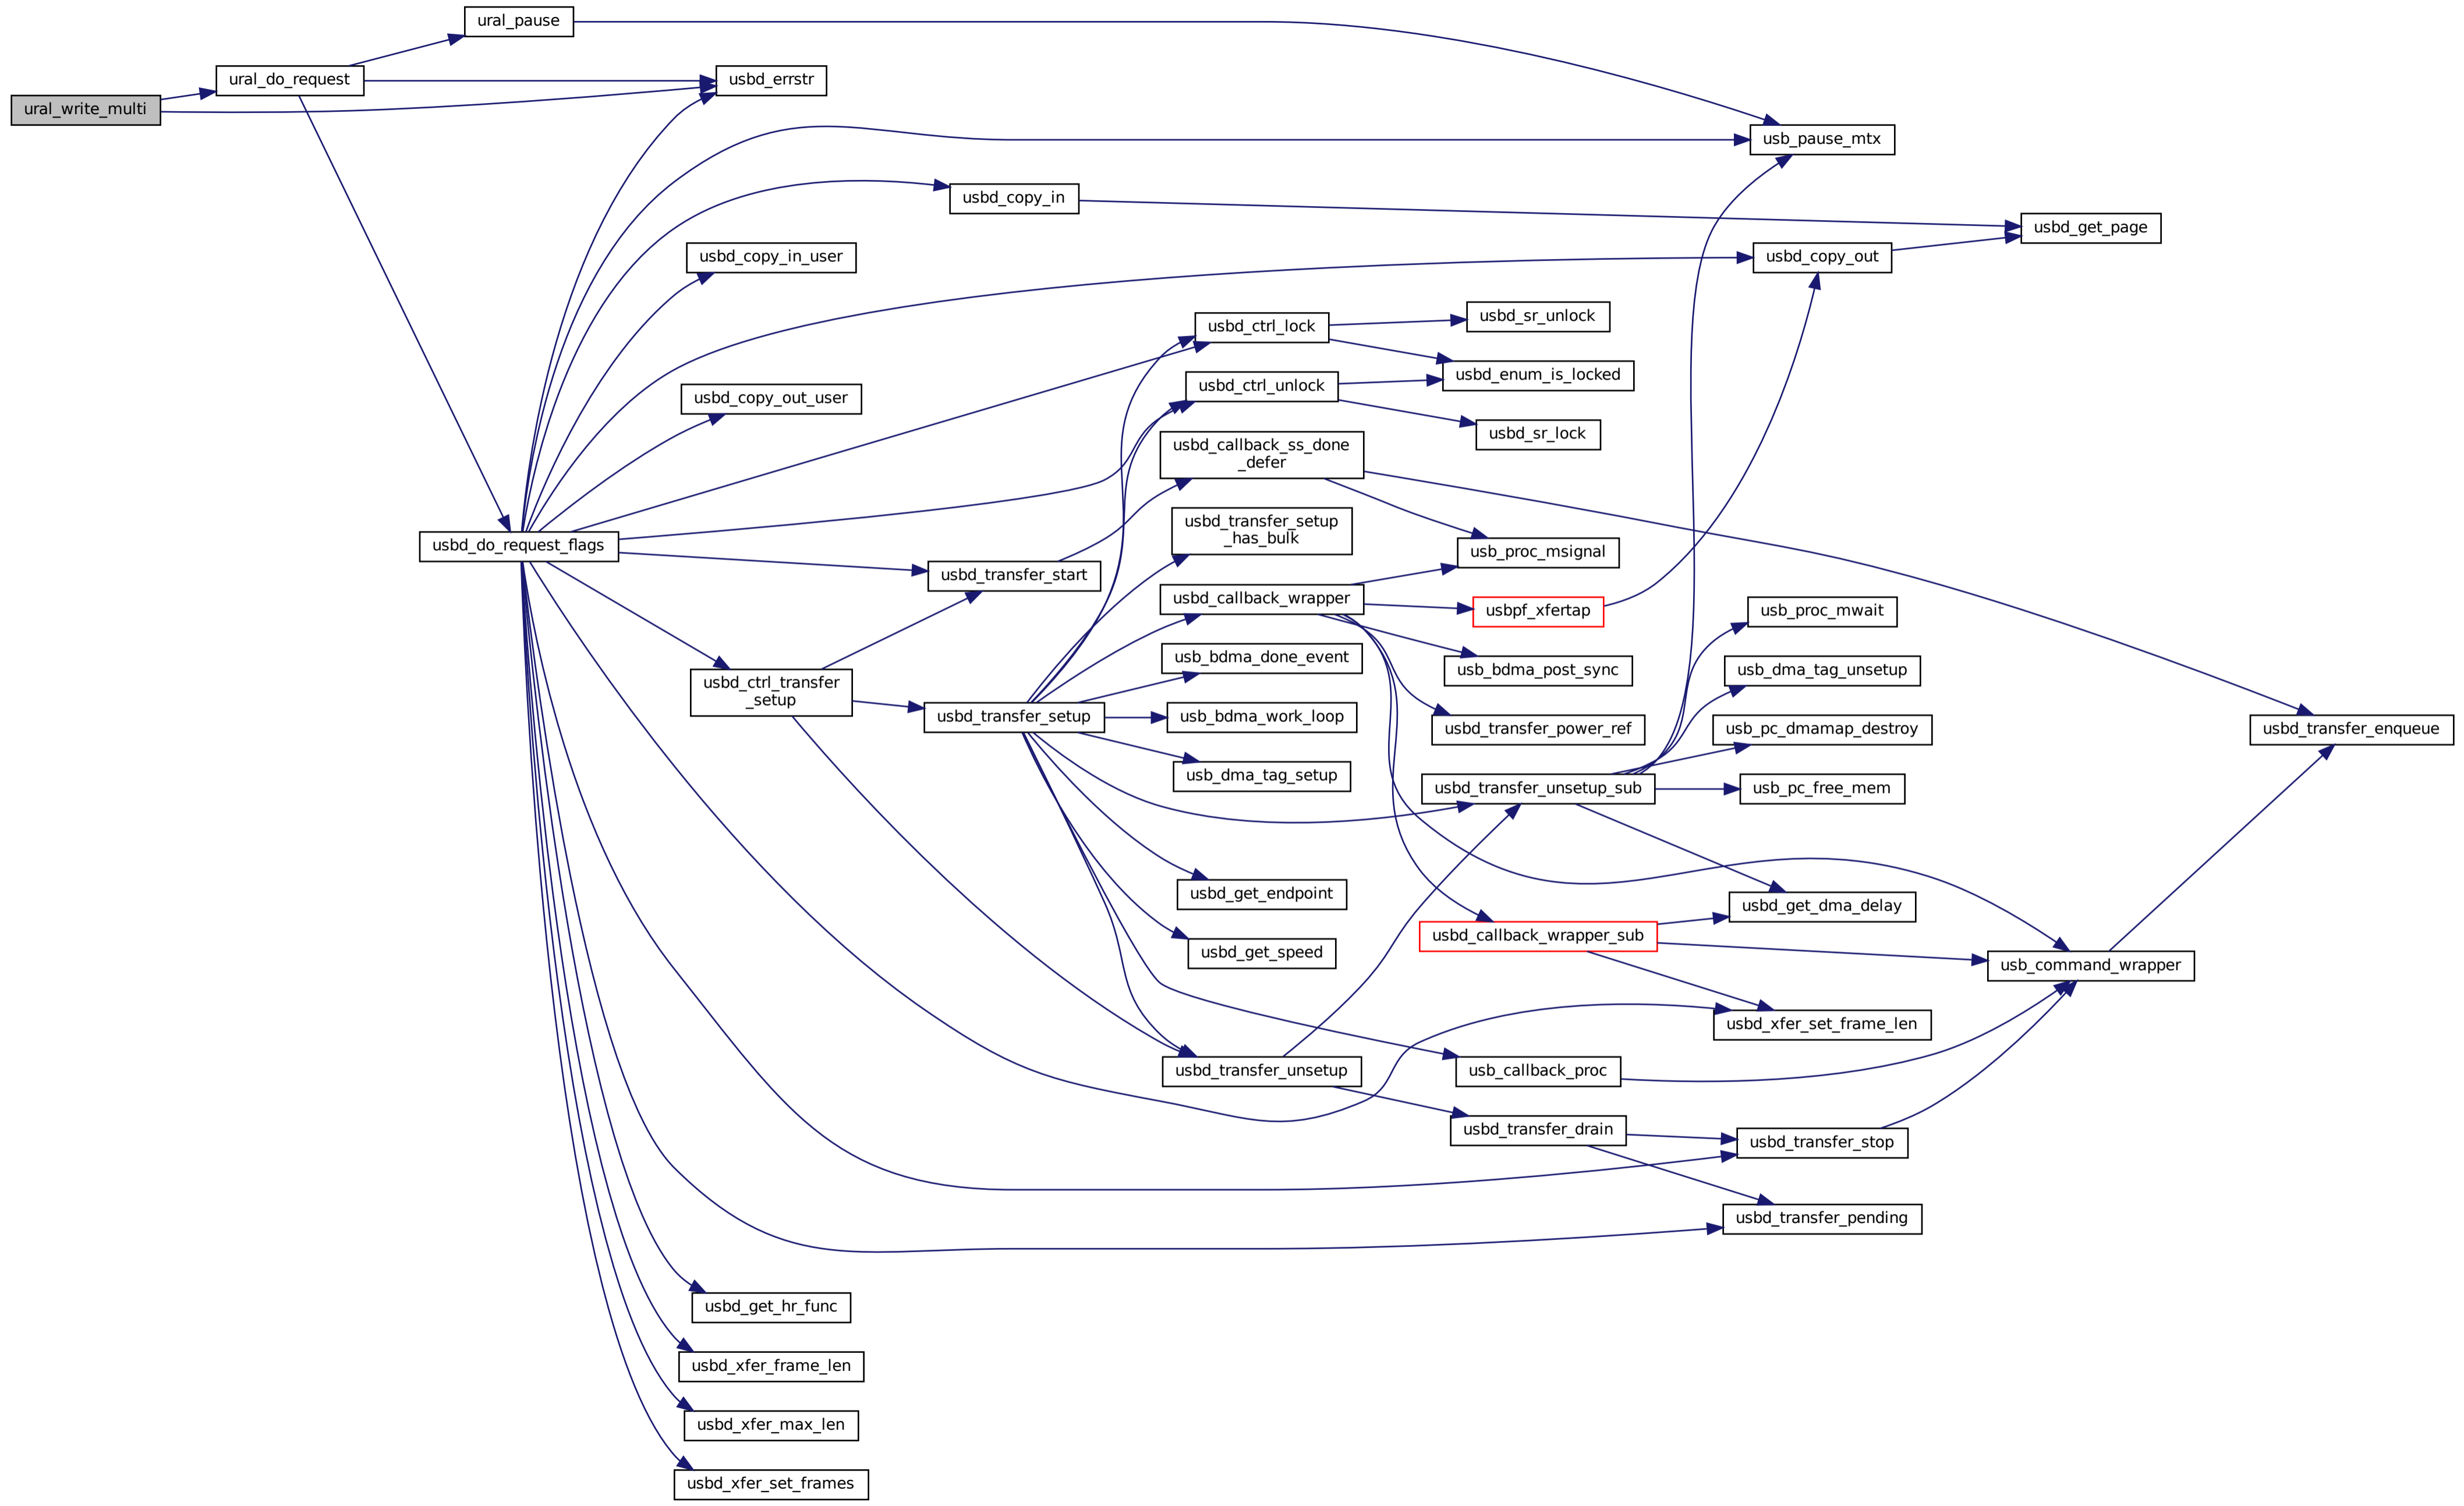 ural_pause
ural_do_request
usbd_errstr
ural_write_multi
usb_pause_mtx
usbd_copy_in
usbd_get_page
usbd_copy_in_user
usbd_copy_out
usbd_sr_unlock
usbd_ctrl_lock
usbd_enum_is_locked
usbd_ctrl_unlock
usbd_copy_out_user
usbd_sr_lock
usbd_callback_ss_done
_defer
usbd_transfer_setup
_has_bulk
usbd_do_request_flags
usb_proc_msignal
usbd_transfer_start
usbd_callback_wrapper
usbpf_xfertap
usb_proc_mwait
usb_bdma_done_event
usb_bdma_post_sync
usb_dma_tag_unsetup
usbd_ctrl_transfer
_setup
usbd_transfer_setup
usb_bdma_work_loop
usbd_transfer_power_ref
usb_pc_dmamap_destroy
usbd_transfer_enqueue
usb_dma_tag_setup
usbd_transfer_unsetup_sub
usb_pc_free_mem
usbd_get_endpoint
usbd_get_dma_delay
usbd_callback_wrapper_sub
usbd_get_speed
usb_command_wrapper
usbd_xfer_set_frame_len
usbd_transfer_unsetup
usb_callback_proc
usbd_transfer_drain
usbd_transfer_stop
usbd_transfer_pending
usbd_get_hr_func
usbd_xfer_frame_len
usbd_xfer_max_len
usbd_xfer_set_frames